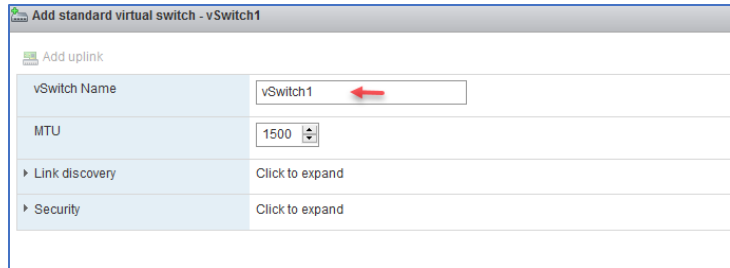 Add standard virtual switch - vSwitch1
Add uplink
vSwitch Name vSwitch1
MTU 1500
Link discovery Click to expand
Security Click to expand